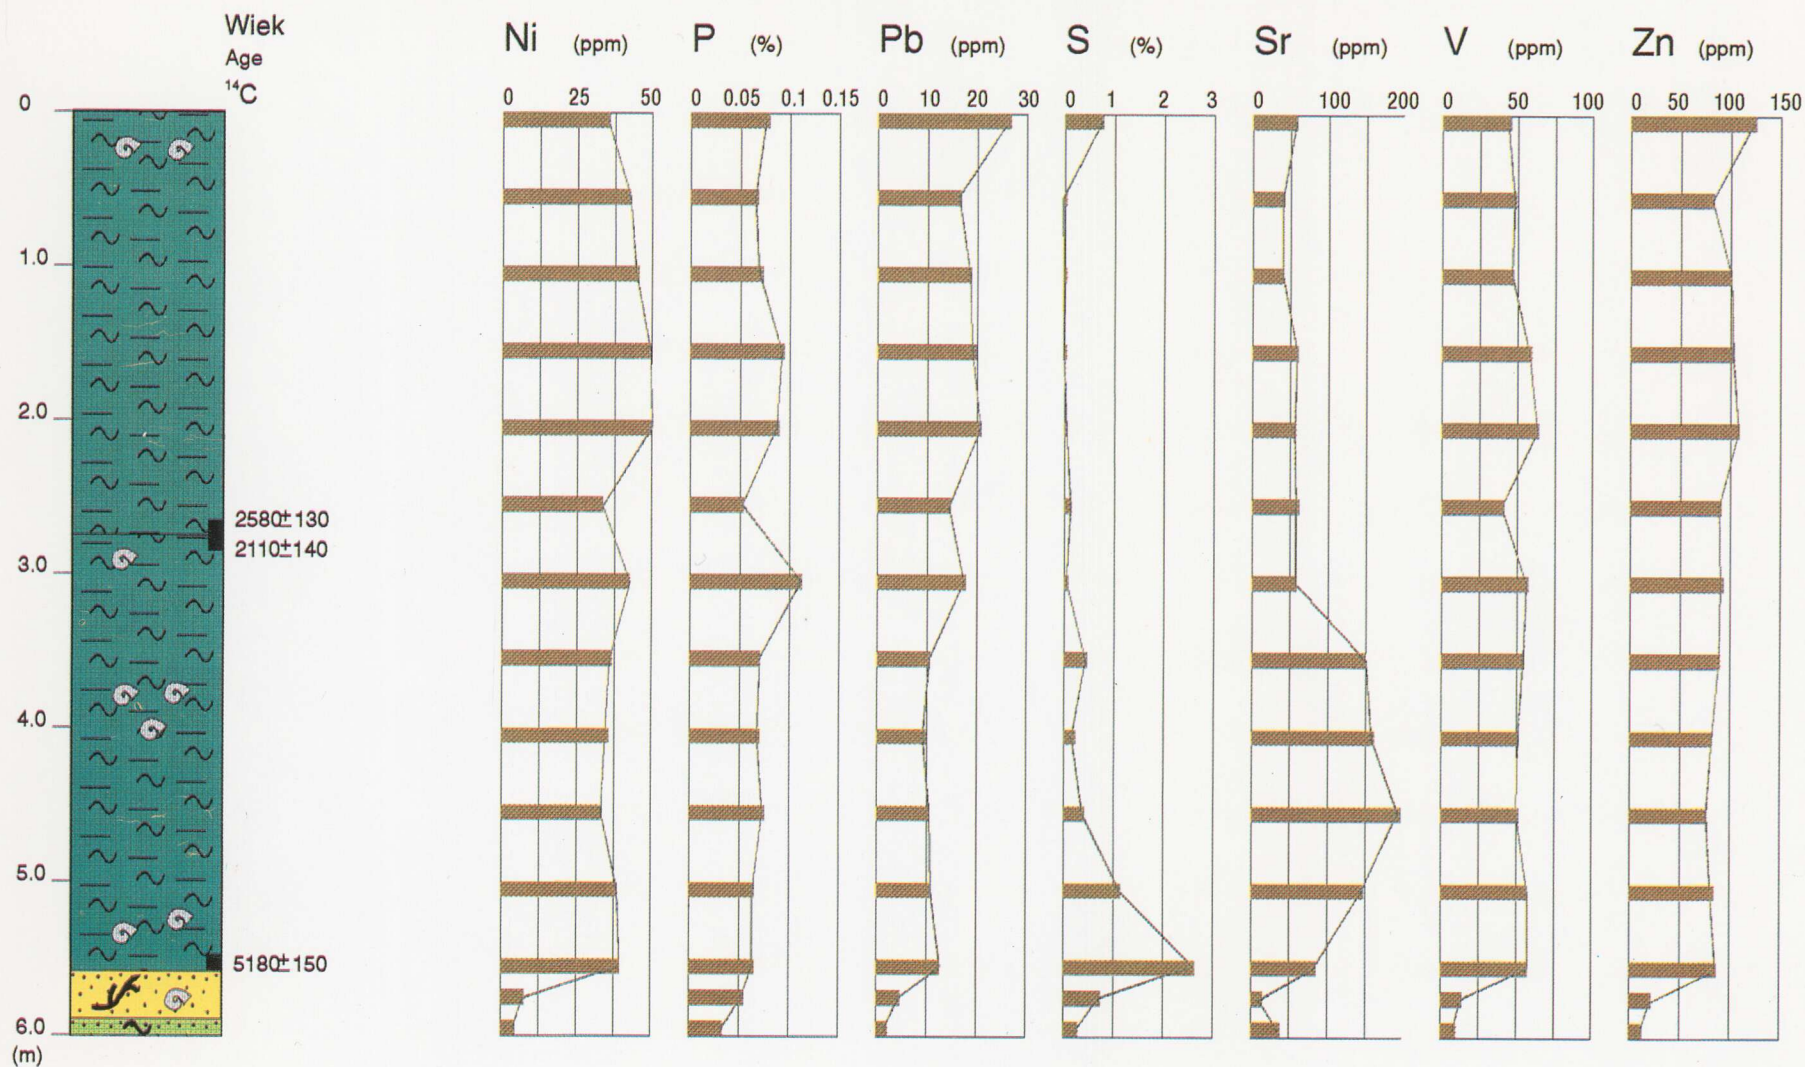 Wiek
Age
¹⁴C
Ni (ppm) P (%) Pb (ppm) S (%) Sr (ppm) V (ppm) Zn (ppm)
0 25 50 0 0.05 0.1 0.15 0 10 20 30 0 1 2 3 0 100 200 0 50 100 0 50 100 150
0
1.0
2.0
2580±130
2110±140
3.0
4.0
5.0
5180±150
6.0
(m)